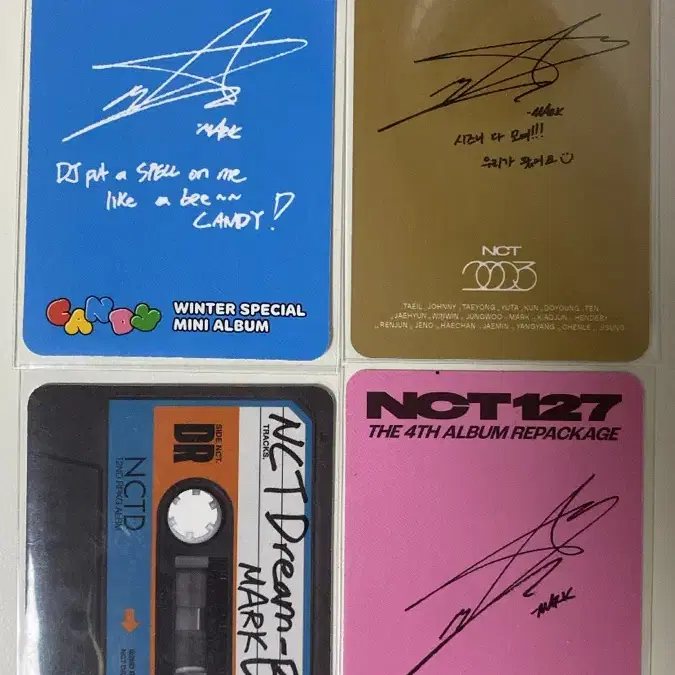 -MARK
DJ put a SPELL on me
like a bee~~
CANDY!
CANDY
WINTER SPECIAL
MINI ALBUM
-MARK
시즈니 다 모여!!!
우리가 왔어요
NCT
2023
TAEIL, JOHNNY, TAEYONG, YUTA, KUN, DOYOUNG, TEN,
JAEHYUN, WINWIN, JUNGWOO, MARK, XIAOJUN, HENDERY,
RENJUN, JENO, HAECHAN, JAEMIN, YANGYANG, CHENLE, JISUNG
SIDE. NCT.
DR
TRACKS.
NCT Dream-B
MARK
NCT D
NCT127
THE 4TH ALBUM REPACKAGE
-MARK